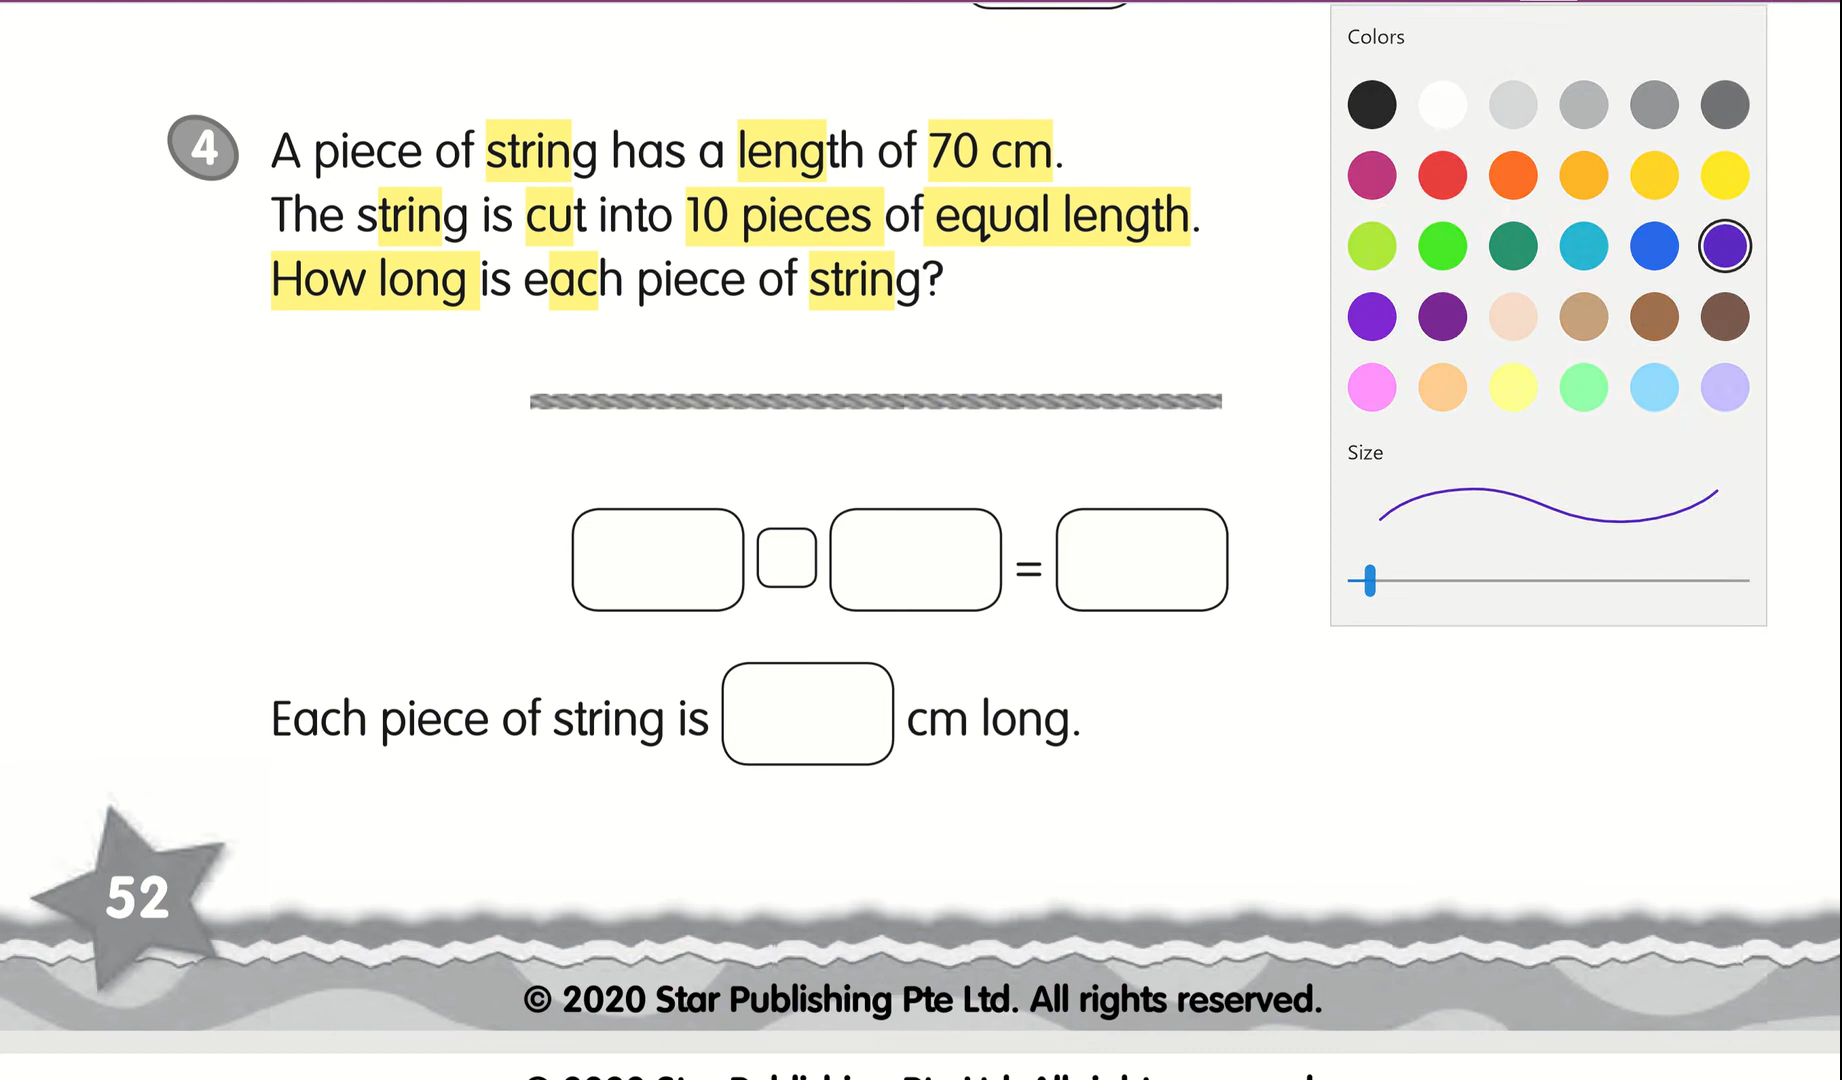 Colors
4
A piece of string has a length of 70 cm.
The string is cut into 10 pieces of equal length.
How long is each piece of string?
=
Size
Each piece of string is
cm long.
52
© 2020 Star Publishing Pte Ltd. All rights reserved.